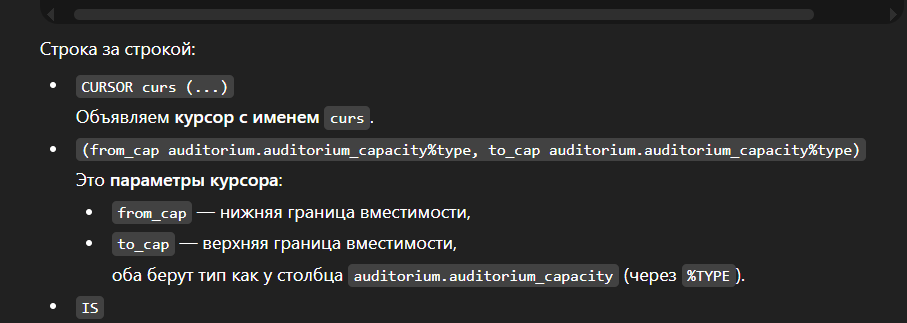 Строка за строкой:
CURSOR curs (...)
Объявляем курсор с именем curs.
(from_cap auditorium.auditorium_capacity%type, to_cap auditorium.auditorium_capacity%type)
Это параметры курсора:
from_cap — нижняя граница вместимости,
to_cap — верхняя граница вместимости,
оба берут тип как у столбца auditorium.auditorium_capacity (через %TYPE).
IS